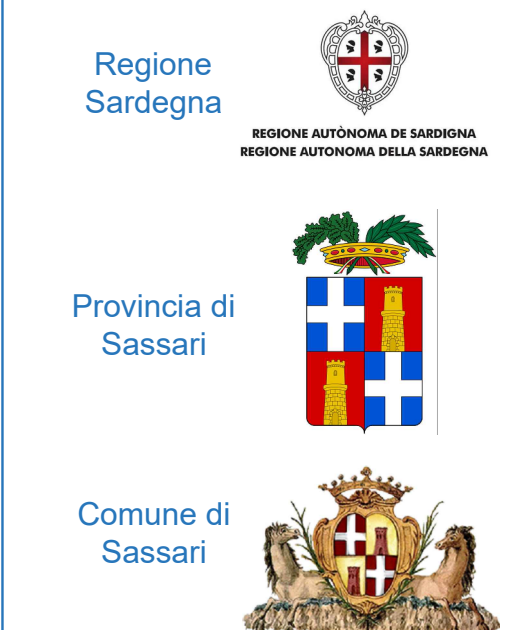 Regione
Sardegna
REGIONE AUTÒNOMA DE SARDIGNA
REGIONE AUTONOMA DELLA SARDEGNA
Provincia di
Sassari
Comune di
Sassari